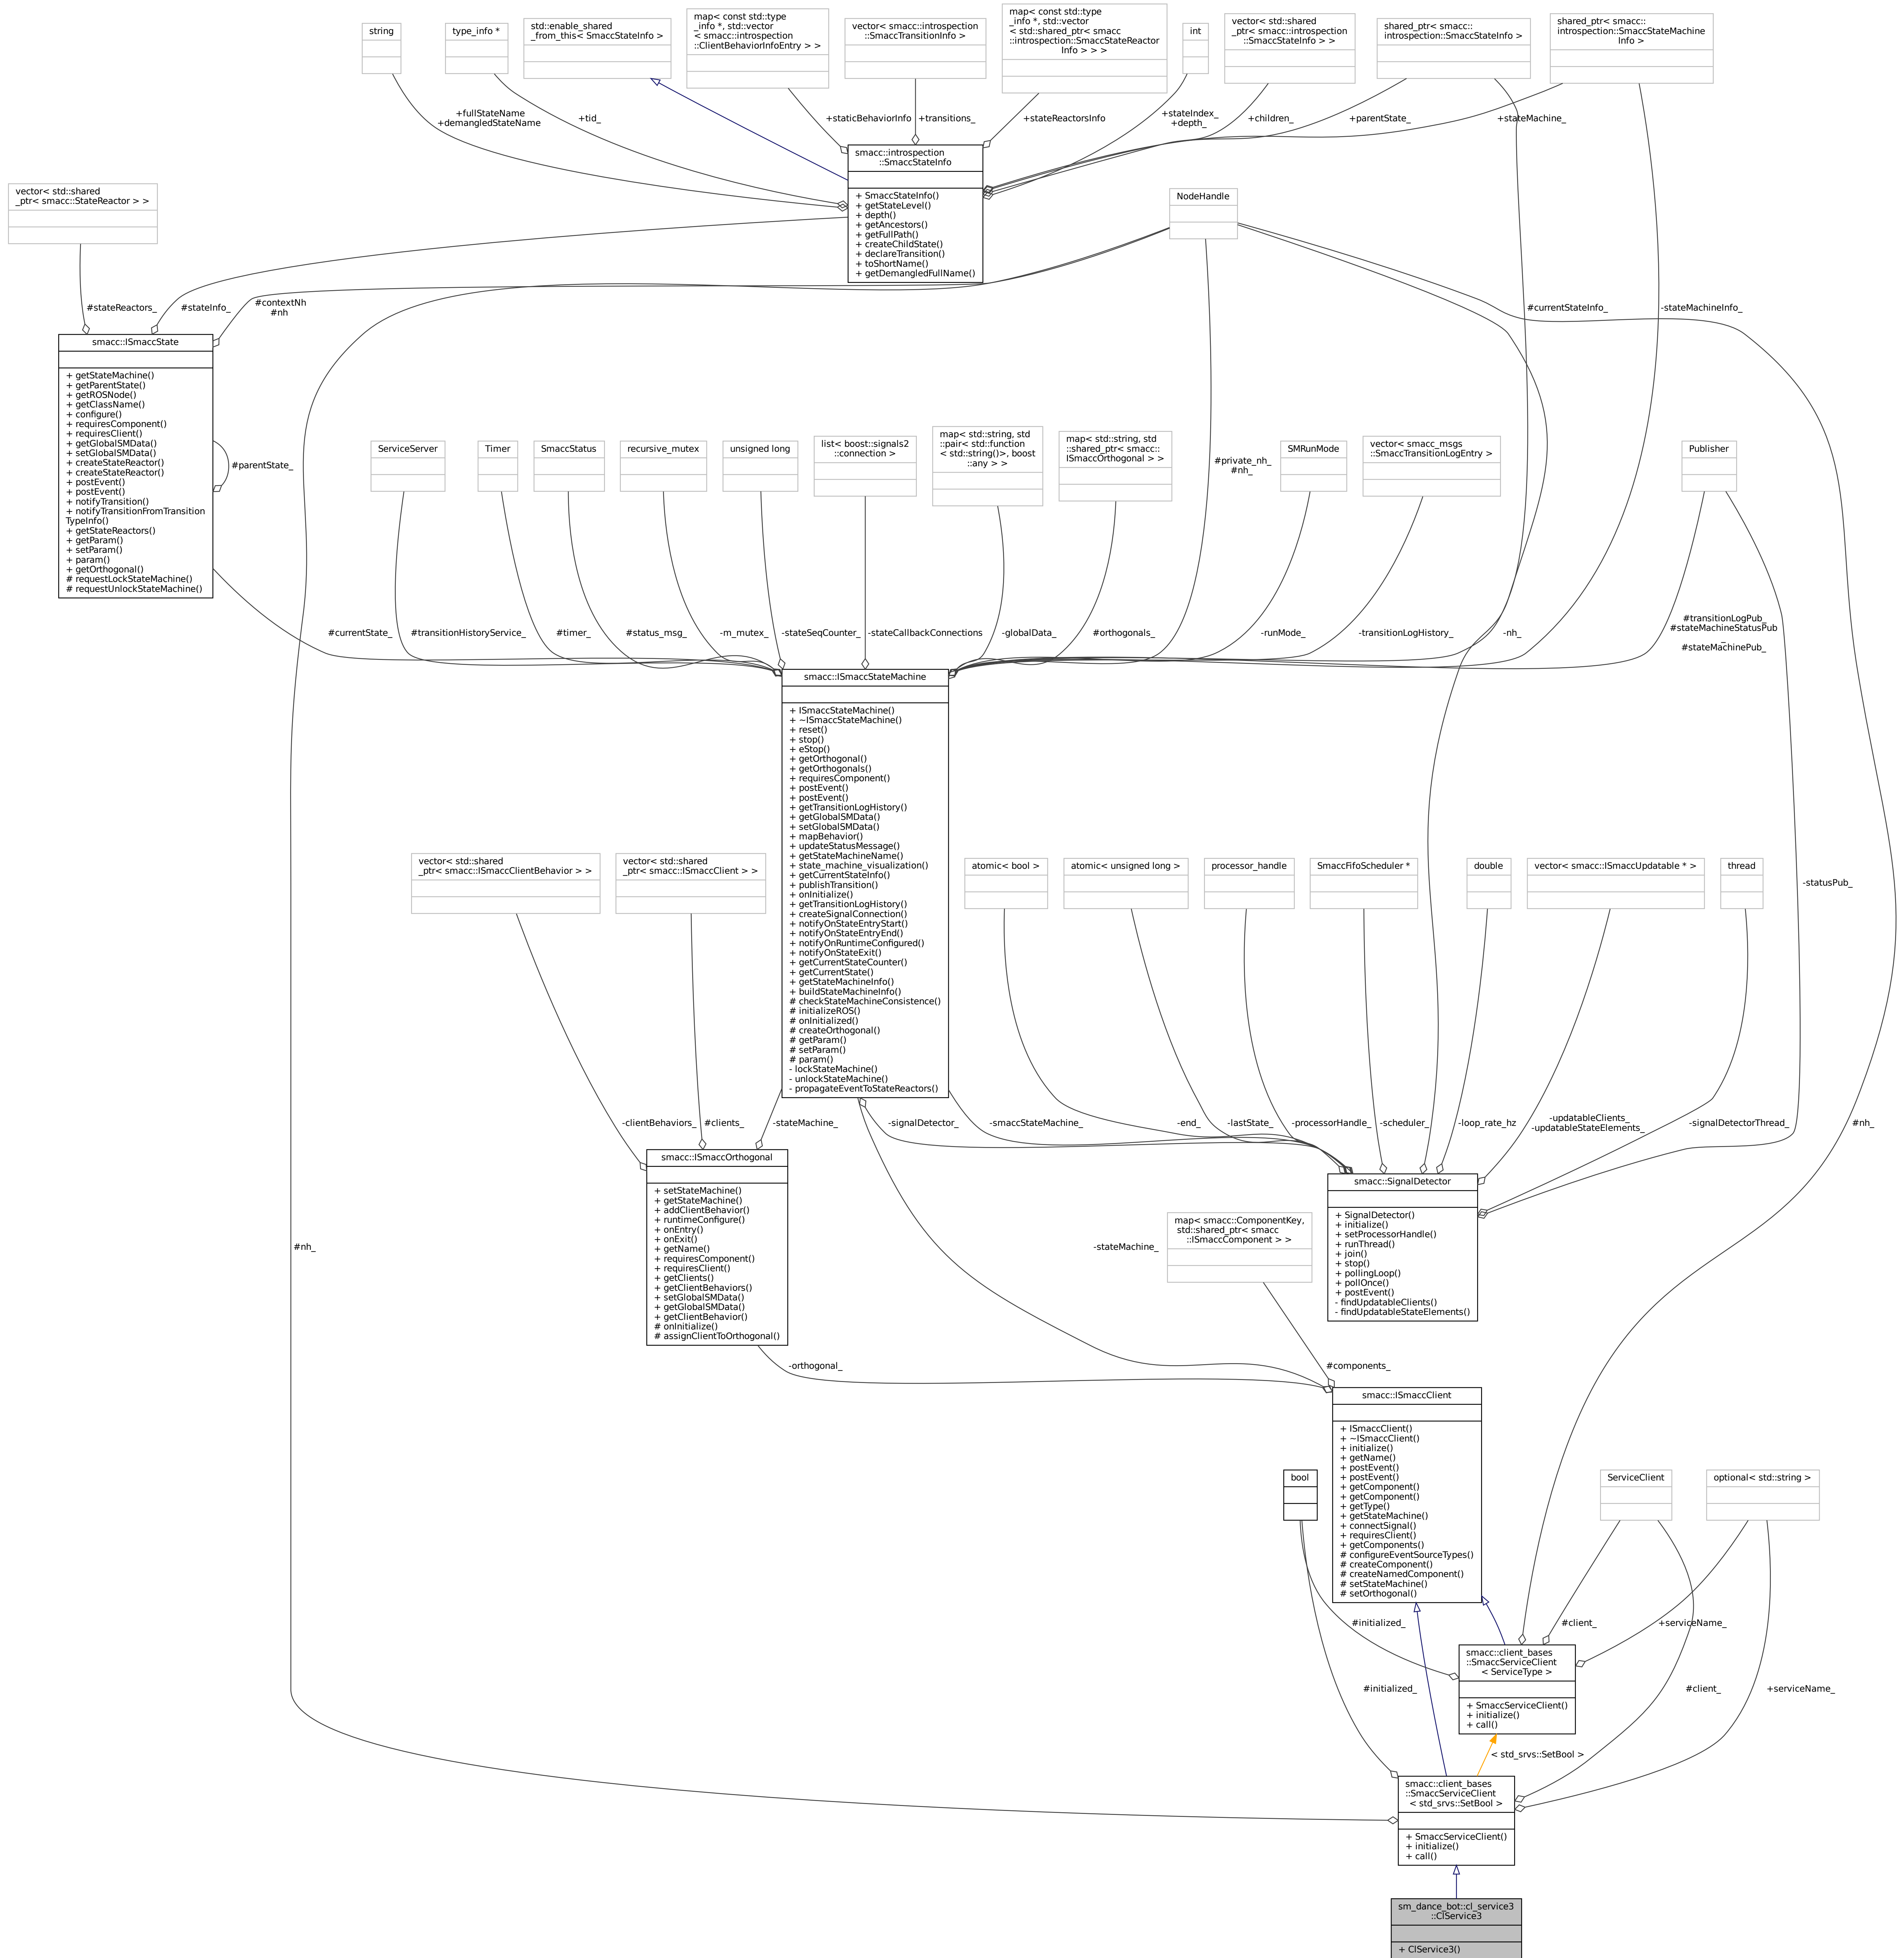 string
type_info *
std::enable_shared
_from_this< SmaccStateInfo >
map< const std::type
_info *, std::vector
< smacc::introspection
::ClientBehaviorInfoEntry > >
vector< smacc::introspection
::SmaccTransitionInfo >
map< const std::type
_info *, std::vector
< std::shared_ptr< smacc
::introspection::SmaccStateReactor
Info > > >
int
vector< std::shared
_ptr< smacc::introspection
::SmaccStateInfo > >
shared_ptr< smacc::
introspection::SmaccStateInfo >
shared_ptr< smacc::
introspection::SmaccStateMachine
Info >
+fullStateName
+demangledStateName
+tid_
+staticBehaviorInfo
+transitions_
+stateReactorsInfo
+stateIndex_
+depth_
+children_
+parentState_
+stateMachine_
smacc::introspection
::SmaccStateInfo
+ SmaccStateInfo()
+ getStateLevel()
+ depth()
+ getAncestors()
+ getFullPath()
+ createChildState()
+ declareTransition()
+ toShortName()
+ getDemangledFullName()
vector< std::shared
_ptr< smacc::StateReactor > >
NodeHandle
#stateReactors_
#stateInfo_
#contextNh
#nh
#currentStateInfo_
-stateMachineInfo_
smacc::ISmaccState
+ getStateMachine()
+ getParentState()
+ getROSNode()
+ getClassName()
+ configure()
+ requiresComponent()
+ requiresClient()
+ getGlobalSMData()
+ setGlobalSMData()
+ createStateReactor()
+ createStateReactor()
+ postEvent()
+ postEvent()
+ notifyTransition()
+ notifyTransitionFromTransition
TypeInfo()
+ getStateReactors()
+ getParam()
+ setParam()
+ param()
+ getOrthogonal()
# requestLockStateMachine()
# requestUnlockStateMachine()
#parentState_
ServiceServer
Timer
SmaccStatus
recursive_mutex
unsigned long
list< boost::signals2
::connection >
map< std::string, std
::pair< std::function
< std::string()>, boost
::any > >
map< std::string, std
::shared_ptr< smacc::
ISmaccOrthogonal > >
#private_nh_
#nh_
SMRunMode
vector< smacc_msgs
::SmaccTransitionLogEntry >
Publisher
#currentState_
#transitionHistoryService_
#timer_
#status_msg_
-m_mutex_
-stateSeqCounter_
-stateCallbackConnections
-globalData_
#orthogonals_
-runMode_
-transitionLogHistory_
-nh_
#transitionLogPub_
#stateMachineStatusPub
_
#stateMachinePub_
smacc::ISmaccStateMachine
+ ISmaccStateMachine()
+ ~ISmaccStateMachine()
+ reset()
+ stop()
+ eStop()
+ getOrthogonal()
+ getOrthogonals()
+ requiresComponent()
+ postEvent()
+ postEvent()
+ getTransitionLogHistory()
+ getGlobalSMData()
+ setGlobalSMData()
+ mapBehavior()
+ updateStatusMessage()
+ getStateMachineName()
+ state_machine_visualization()
+ getCurrentStateInfo()
+ publishTransition()
+ onInitialize()
+ getTransitionLogHistory()
+ createSignalConnection()
+ notifyOnStateEntryStart()
+ notifyOnStateEntryEnd()
+ notifyOnRuntimeConfigured()
+ notifyOnStateExit()
+ getCurrentStateCounter()
+ getCurrentState()
+ getStateMachineInfo()
+ buildStateMachineInfo()
# checkStateMachineConsistence()
# initializeROS()
# onInitialized()
# createOrthogonal()
# getParam()
# setParam()
# param()
- lockStateMachine()
- unlockStateMachine()
- propagateEventToStateReactors()
vector< std::shared
_ptr< smacc::ISmaccClientBehavior > >
vector< std::shared
_ptr< smacc::ISmaccClient > >
atomic< bool >
atomic< unsigned long >
processor_handle
SmaccFifoScheduler *
double
vector< smacc::ISmaccUpdatable * >
thread
-statusPub_
-clientBehaviors_
#clients_
-stateMachine_
-signalDetector_
-smaccStateMachine_
-end_
-lastState_
-processorHandle_
-scheduler_
-loop_rate_hz
-updatableClients_
-updatableStateElements_
-signalDetectorThread_
#nh_
smacc::ISmaccOrthogonal
+ setStateMachine()
+ getStateMachine()
+ addClientBehavior()
+ runtimeConfigure()
+ onEntry()
+ onExit()
+ getName()
+ requiresComponent()
+ requiresClient()
+ getClients()
+ getClientBehaviors()
+ setGlobalSMData()
+ getGlobalSMData()
+ getClientBehavior()
# onInitialize()
# assignClientToOrthogonal()
smacc::SignalDetector
+ SignalDetector()
+ initialize()
+ setProcessorHandle()
+ runThread()
+ join()
+ stop()
+ pollingLoop()
+ pollOnce()
+ postEvent()
- findUpdatableClients()
- findUpdatableStateElements()
map< smacc::ComponentKey,
std::shared_ptr< smacc
::ISmaccComponent > >
#nh_
-stateMachine_
-orthogonal_
#components_
smacc::ISmaccClient
+ ISmaccClient()
+ ~ISmaccClient()
+ initialize()
+ getName()
+ postEvent()
+ postEvent()
+ getComponent()
+ getComponent()
+ getType()
+ getStateMachine()
+ connectSignal()
+ requiresClient()
+ getComponents()
# configureEventSourceTypes()
# createComponent()
# createNamedComponent()
# setStateMachine()
# setOrthogonal()
bool
ServiceClient
optional< std::string >
#initialized_
#client_
+serviceName_
smacc::client_bases
::SmaccServiceClient
< ServiceType >
+ SmaccServiceClient()
+ initialize()
+ call()
#initialized_
#client_
+serviceName_
< std_srvs::SetBool >
smacc::client_bases
::SmaccServiceClient
< std_srvs::SetBool >
+ SmaccServiceClient()
+ initialize()
+ call()
sm_dance_bot::cl_service3
::ClService3
+ ClService3()